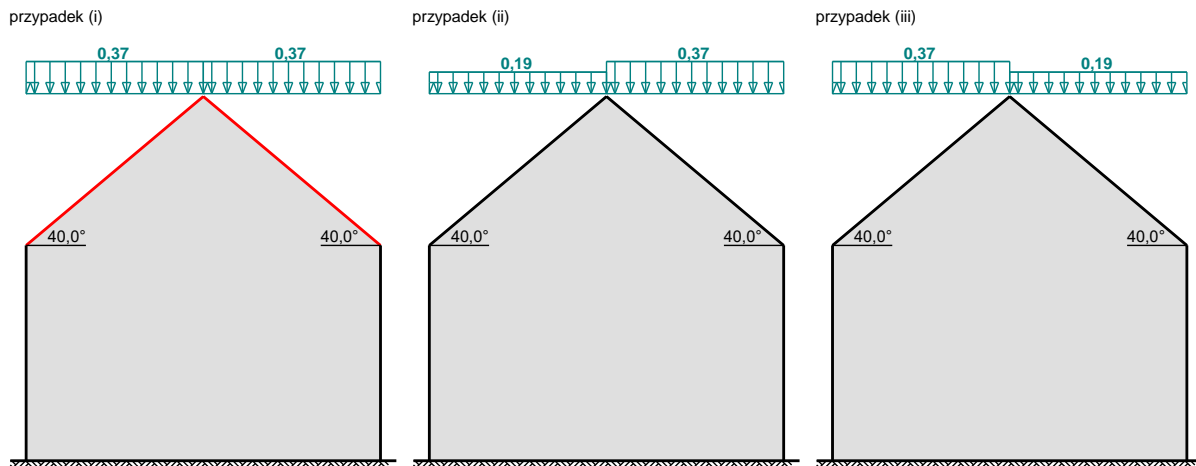 przypadek (i)
0,37 0,37
40,0° 40,0°
przypadek (ii)
0,19 0,37
40,0° 40,0°
przypadek (iii)
0,37 0,19
40,0° 40,0°